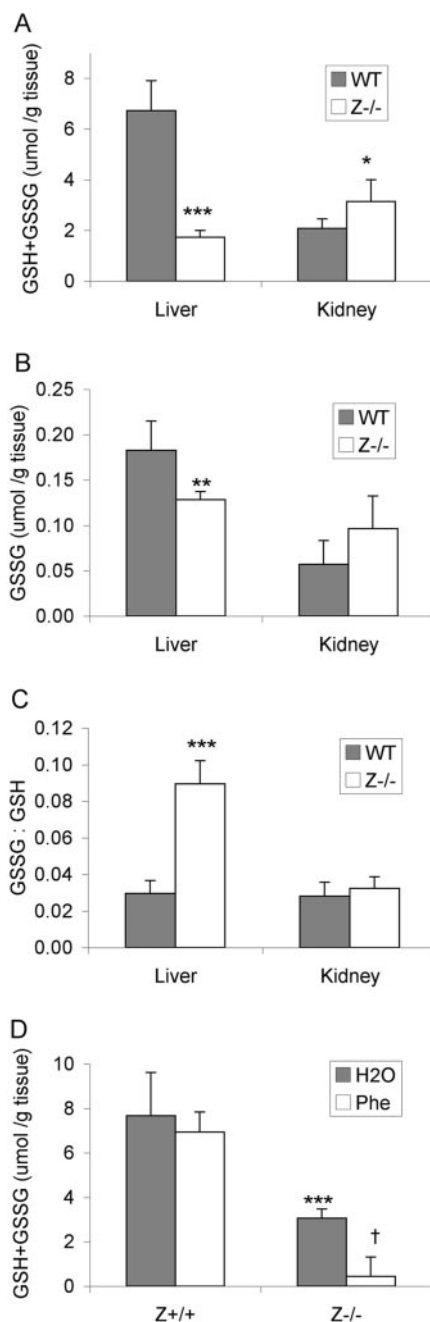 A
GSH+GSSG (umol /g tissue)
8
6
4
2
0
WT
Z-/-
***
*
Liver
Kidney
B
GSSG (umol /g tissue)
0.25
0.20
0.15
0.10
0.05
0.00
WT
Z-/-
**
Liver
Kidney
C
GSSG : GSH
0.12
0.10
0.08
0.06
0.04
0.02
0.00
WT
Z-/-
***
Liver
Kidney
D
GSH+GSSG (umol /g tissue)
10
8
6
4
2
0
H2O
Phe
***
†
Z+/+
Z-/-